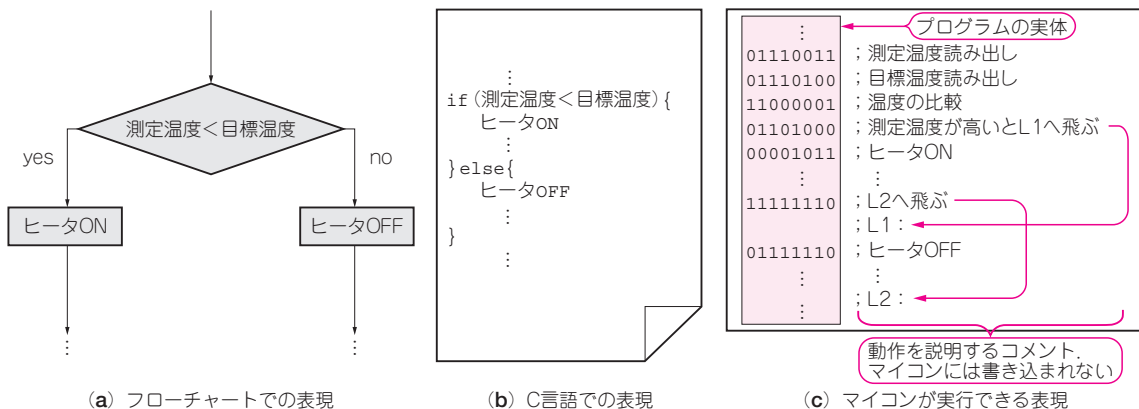 測定温度＜目標温度
yes
no
ヒータON
ヒータOFF
⋮
⋮
(a) フローチャートでの表現
⋮
if(測定温度＜目標温度){
ヒータON
⋮
}else{
ヒータOFF
⋮
}
⋮
(b) C言語での表現
⋮
プログラムの実体
01110011 ；測定温度読み出し
01110100 ；目標温度読み出し
11000001 ；温度の比較
01101000 ；測定温度が高いとL1へ飛ぶ
00001011 ；ヒータON
⋮ ⋮
11111110 ；L2へ飛ぶ
；L1：
01111110 ；ヒータOFF
⋮ ⋮
⋮ ；L2：
動作を説明するコメント．
マイコンには書き込まれない
(c) マイコンが実行できる表現